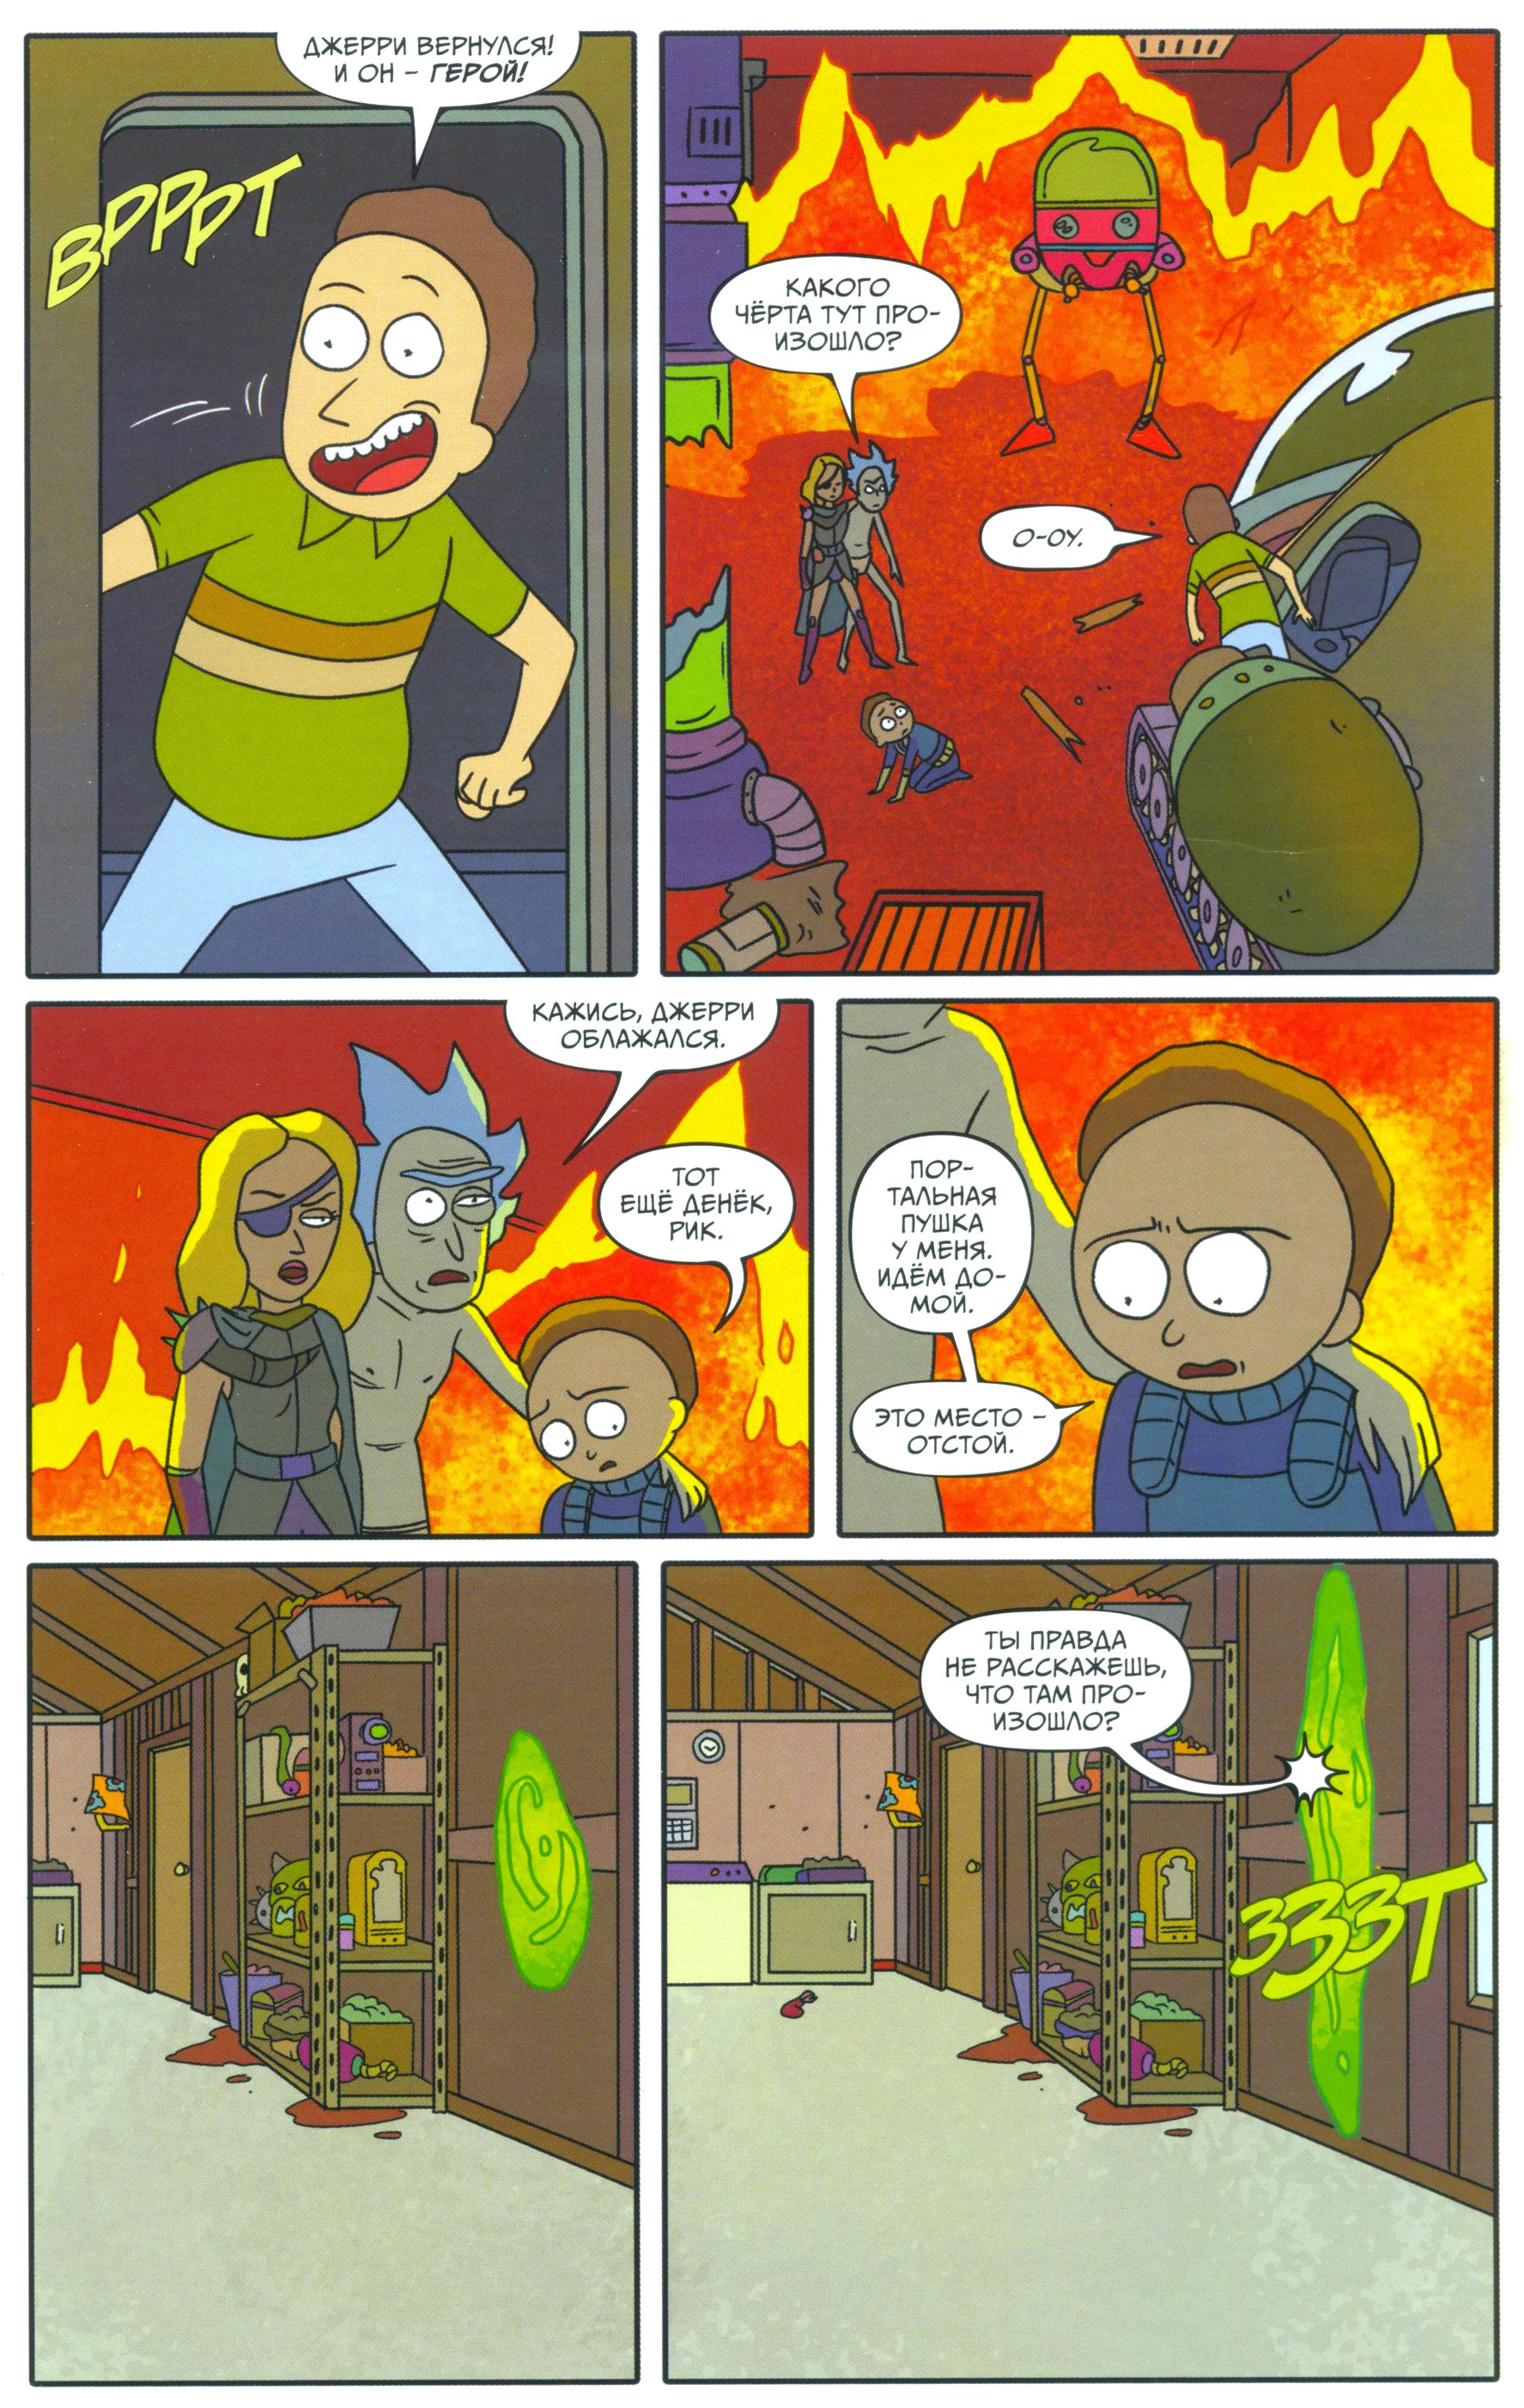 ДЖЕРРИ ВЕРНУЛСЯ!
И ОН – ГЕРОЙ!
ВРРРТ
КАКОГО
ЧЁРТА ТУТ ПРО-
ИЗОШЛО?
О-ОУ.
КАЖИСЬ, ДЖЕРРИ
ОБЛАЖАЛСЯ.
ТОТ
ЕЩЁ ДЕНЁК,
РИК.
ПОР-
ТАЛЬНАЯ
ПУШКА
У МЕНЯ.
ИДЁМ ДО-
МОЙ.
ЭТО МЕСТО –
ОТСТОЙ.
ТЫ ПРАВДА
НЕ РАССКАЖЕШЬ,
ЧТО ТАМ ПРО-
ИЗОШЛО?
ЗЗЗТ